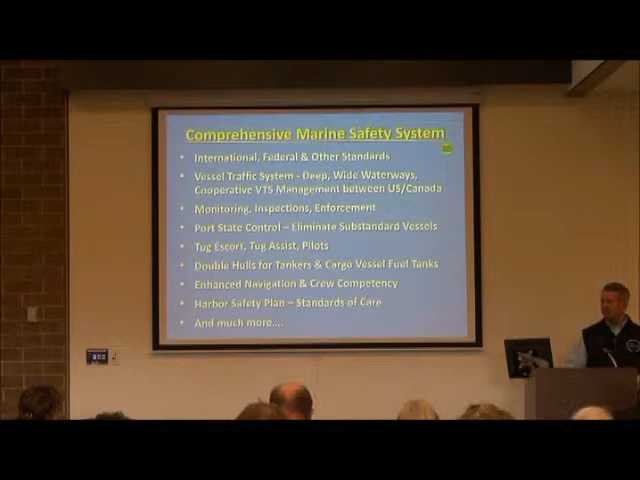 Comprehensive Marine Safety System
• International, Federal & Other Standards
• Vessel Traffic System - Deep, Wide Waterways,
Cooperative VTS Management between US/Canada
• Monitoring, Inspections, Enforcement
• Port State Control – Eliminate Substandard Vessels
• Tug Escort, Tug Assist, Pilots
• Double Hulls for Tankers & Cargo Vessel Fuel Tanks
• Enhanced Navigation & Crew Competency
• Harbor Safety Plan – Standards of Care
• And much more....